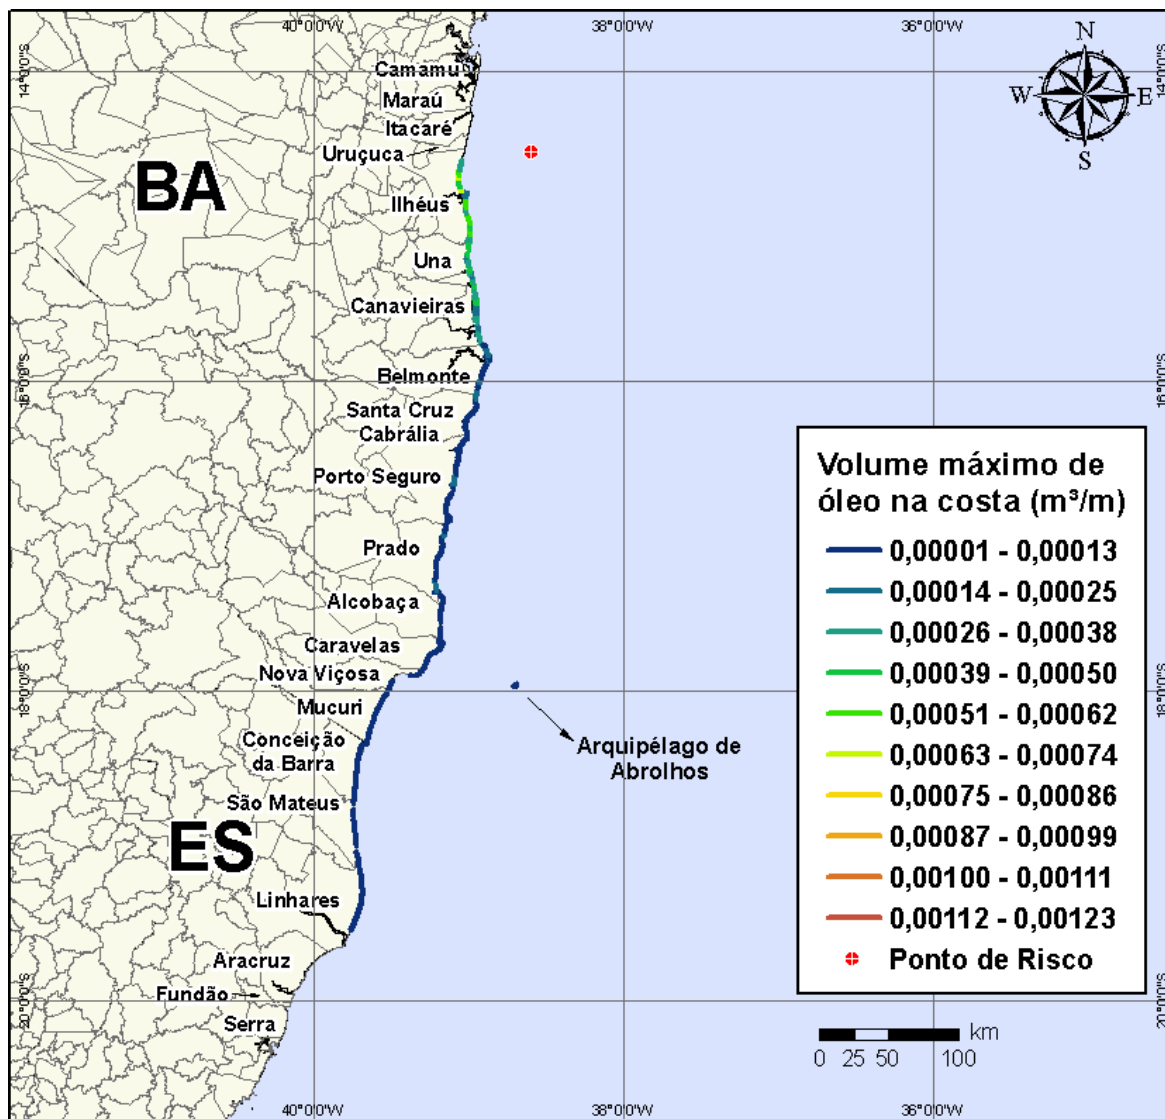 40°0'0"W
38°0'0"W
36°0'0"W
14°0'0"S
14°0'0"S
N
W
E
S
Camamu
Maraú
Itacaré
Uruçuca
BA
Ilhéus
Una
Canavieiras
Belmonte
16°0'0"S
16°0'0"S
Santa Cruz
Cabrália
Porto Seguro
Prado
Alcobaça
Caravelas
Nova Viçosa
18°0'0"S
18°0'0"S
Mucuri
Conceição
da Barra
Arquipélago de
Abrolhos
São Mateus
ES
Linhares
Aracruz
Fundão
Serra
20°0'0"S
20°0'0"S
Volume máximo de
óleo na costa (m³/m)
0,00001 - 0,00013
0,00014 - 0,00025
0,00026 - 0,00038
0,00039 - 0,00050
0,00051 - 0,00062
0,00063 - 0,00074
0,00075 - 0,00086
0,00087 - 0,00099
0,00100 - 0,00111
0,00112 - 0,00123
Ponto de Risco
km
0 25 50 100
40°0'0"W
38°0'0"W
36°0'0"W